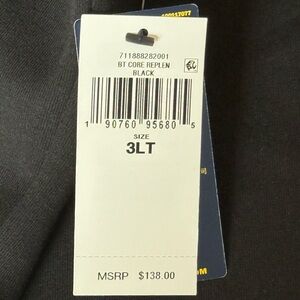 711888282001
BT CORE REPLEN
BLACK
1 90760 95680 5
SIZE
3LT
MSRP $138.00